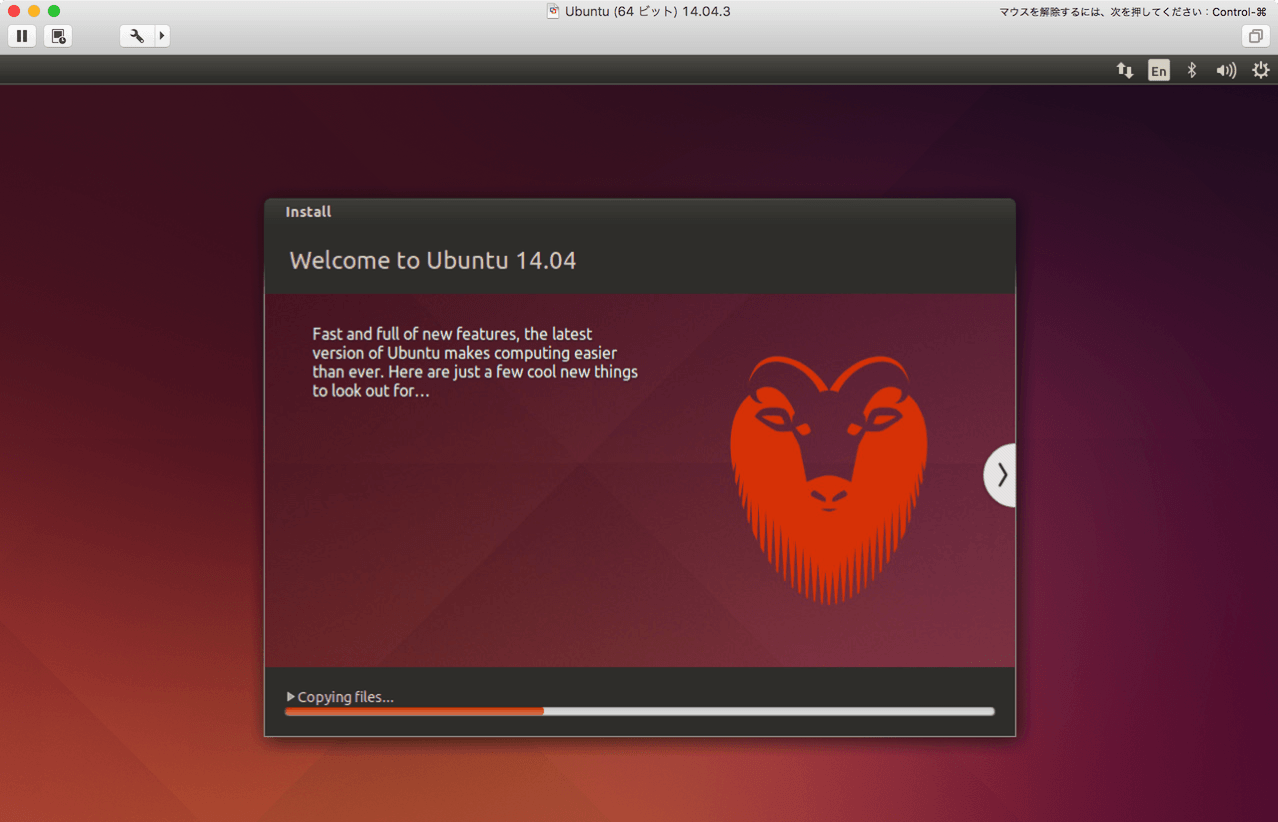 Ubuntu (64 ビット) 14.04.3
マウスを解除するには、次を押してください：Control-⌘
En
Install
Welcome to Ubuntu 14.04
Fast and full of new features, the latest
version of Ubuntu makes computing easier
than ever. Here are just a few cool new things
to look out for…
Copying files...